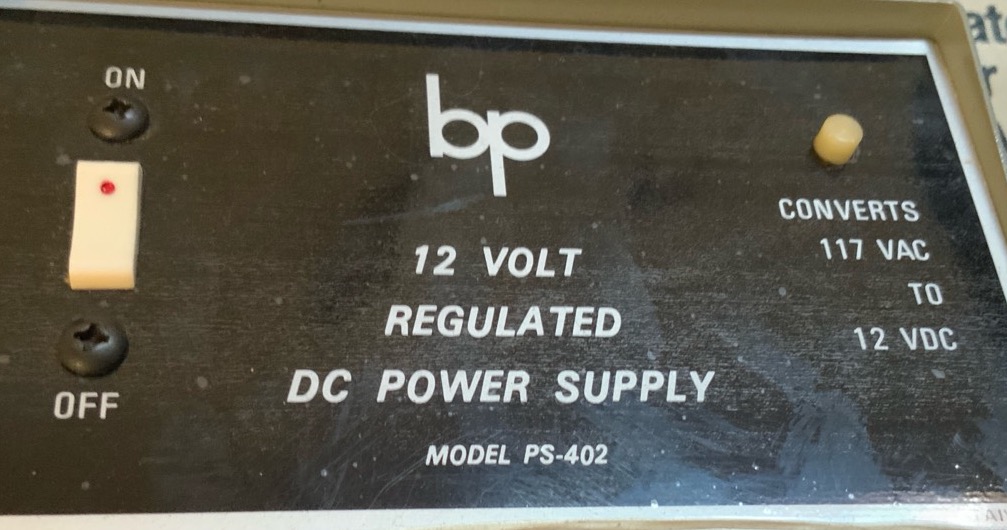 ON
bp
CONVERTS
117 VAC
TO
12 VDC
12 VOLT
REGULATED
DC POWER SUPPLY
MODEL PS-402
OFF